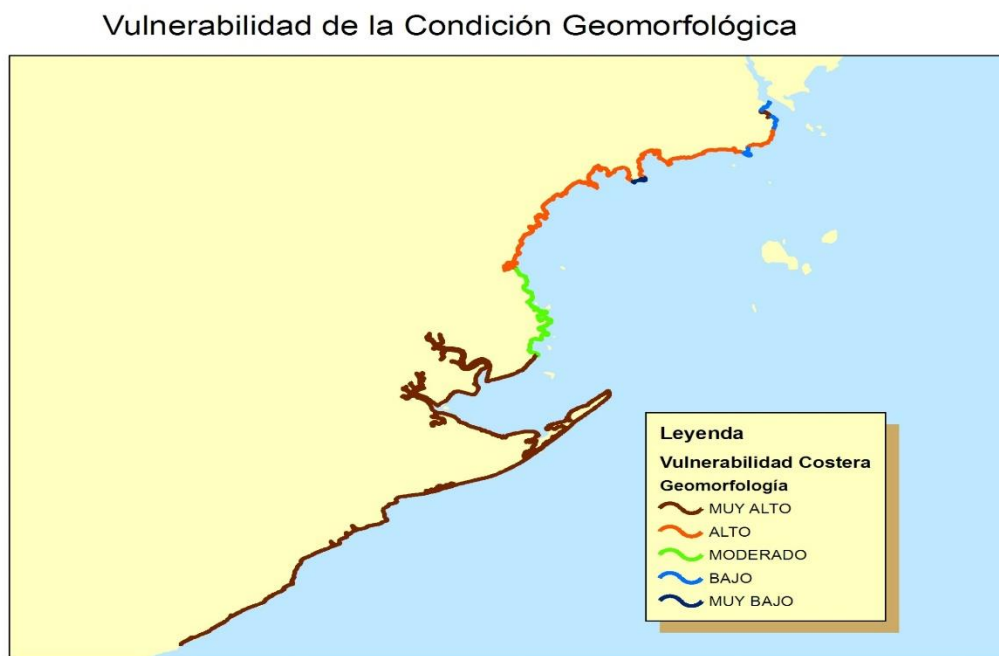 Vulnerabilidad de la Condición Geomorfológica
Leyenda
Vulnerabilidad Costera
Geomorfología
MUY ALTO
ALTO
MODERADO
BAJO
MUY BAJO